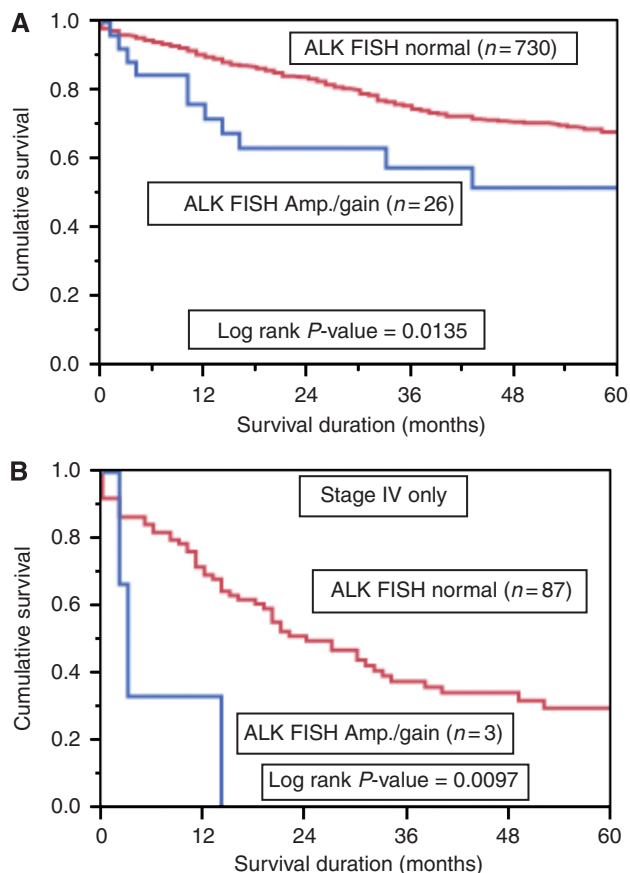 A
1.0
0.8
0.6
0.4
0.2
0.0
Cumulative survival
ALK FISH normal (n=730)
ALK FISH Amp./gain (n=26)
Log rank P-value = 0.0135
0 12 24 36 48 60
Survival duration (months)
B
1.0
0.8
0.6
0.4
0.2
0.0
Cumulative survival
Stage IV only
ALK FISH normal (n=87)
ALK FISH Amp./gain (n=3)
Log rank P-value = 0.0097
0 12 24 36 48 60
Survival duration (months)